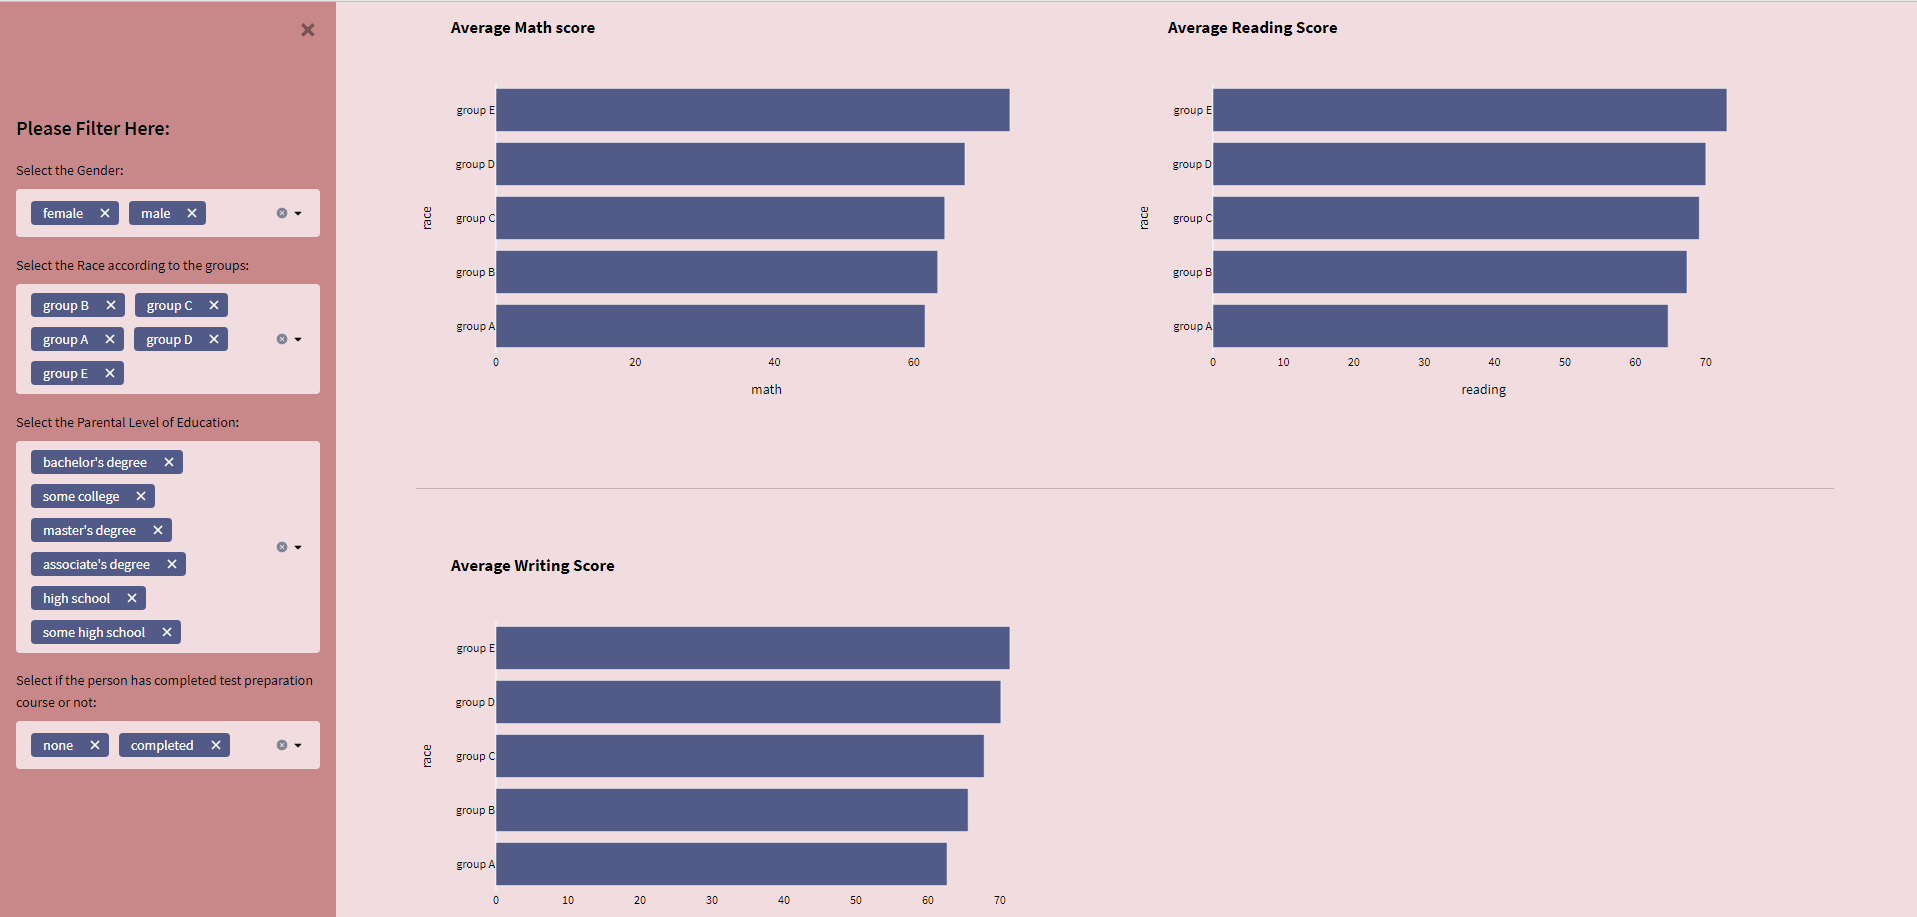 Please Filter Here:
Select the Gender:
female
male
Select the Race according to the groups:
group B
group C
group A
group D
group E
Select the Parental Level of Education:
bachelor's degree
some college
master's degree
associate's degree
high school
some high school
Select if the person has completed test preparation
course or not:
none
completed
Average Math score
race
group E
group D
group C
group B
group A
0 20 40 60
math
Average Reading Score
race
group E
group D
group C
group B
group A
0 10 20 30 40 50 60 70
reading
Average Writing Score
race
group E
group D
group C
group B
group A
0 10 20 30 40 50 60 70